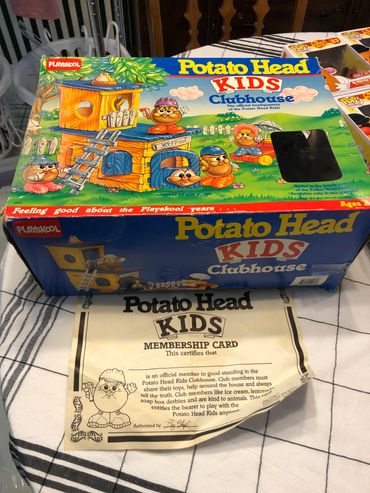 PLAYSKOOL
Potato Head
KIDS
Clubhouse
The official headquarters
of the Potato Head Kids!
Feeling good about the Playskool years...
Ages
PLAYSKOOL
Potato Head
KIDS
Clubhouse
Potato Head
KIDS
MEMBERSHIP CARD
This certifies that
is an official member in good standing in the
Potato Head Kids Clubhouse. Club members must
share their toys, help around the house and always
tell the truth. Club members like ice cream, lemon
soap box derbies and are kind to animals. This
entitles the bearer to play with the
Potato Head Kids
Authorized by